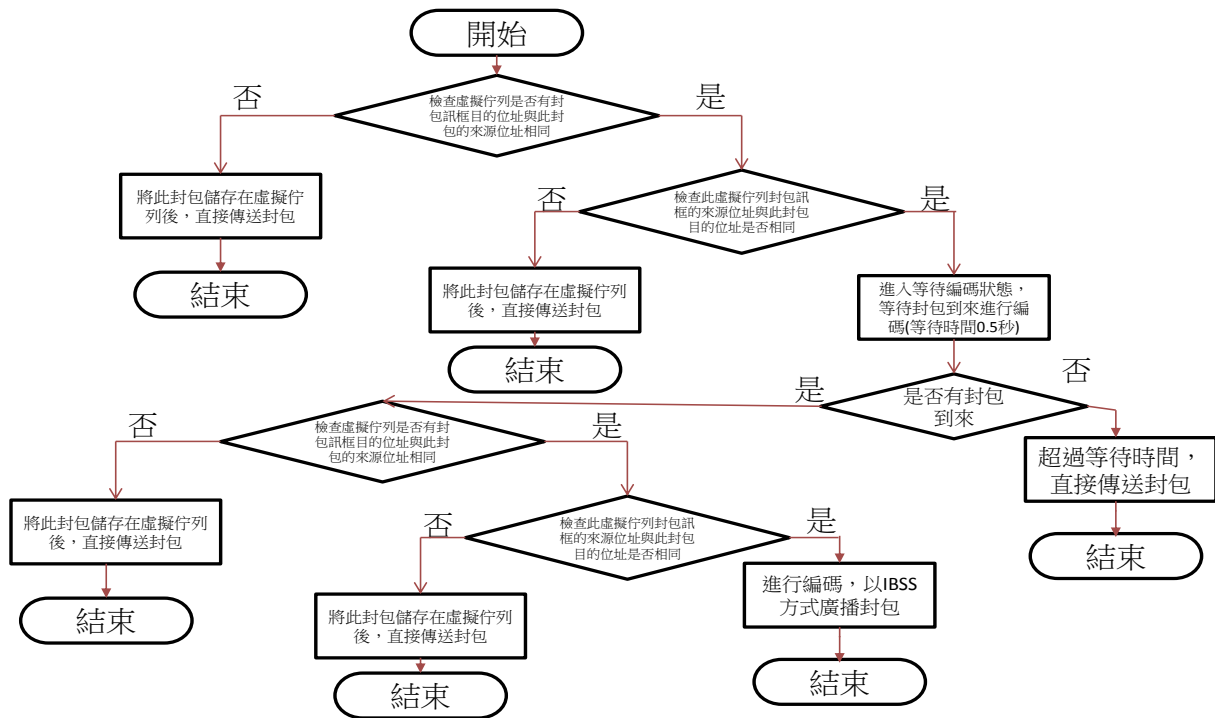 開始
檢查虛擬佇列是否有封
包訊框目的位址與此封
包的來源位址相同
否
是
將此封包儲存在虛擬佇
列後，直接傳送封包
結束
檢查此虛擬佇列封包訊
框的來源位址與此封包
目的位址是否相同
否
是
將此封包儲存在虛擬佇列
後，直接傳送封包
結束
進入等待編碼狀態，
等待封包到來進行編
碼(等待時間0.5秒)
是否有封包
到來
是
否
超過等待時間，
直接傳送封包
結束
檢查虛擬佇列是否有封
包訊框目的位址與此封
包的來源位址相同
否
是
將此封包儲存在虛擬佇列
後，直接傳送封包
結束
檢查此虛擬佇列封包訊
框的來源位址與此封包
目的位址是否相同
否
是
將此封包儲存在虛擬佇列
後，直接傳送封包
結束
進行編碼，以IBSS
方式廣播封包
結束